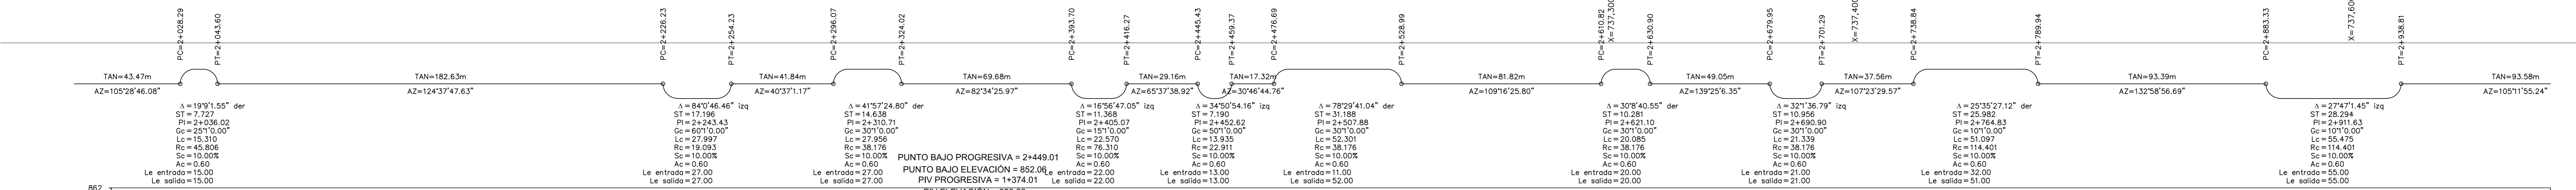 PC=2+028.29
PT=2+043.60
PC=2+226.23
PT=2+254.23
PC=2+296.07
PT=2+324.02
PC=2+393.70
PT=2+416.27
PC=2+445.43
PT=2+459.37
PC=2+476.69
PT=2+528.99
PC=2+610.82
X=737,300
PT=2+630.90
PC=2+679.95
PT=2+701.29
X=737,400
PC=2+738.84
PT=2+789.94
PC=2+883.33
X=737,600
PT=2+938.81
TAN=43.47m
AZ=105°28'46.08"
TAN=182.63m
AZ=124°37'47.63"
TAN=41.84m
AZ=40°37'1.17"
TAN=69.68m
AZ=82°34'25.97"
TAN=29.16m
AZ=65°37'38.92"
TAN=17.32m
AZ=30°46'44.76"
TAN=81.82m
AZ=109°16'25.80"
TAN=49.05m
AZ=139°25'6.35"
TAN=37.56m
AZ=107°23'29.57"
TAN=93.39m
AZ=132°58'56.69"
TAN=93.58m
AZ=105°11'55.24"
Δ=19°9'1.55" der
ST=7.727
PI=2+036.02
Gc=25°1'0.00"
Lc=15.310
Rc=45.806
Sc=10.00%
Ac=0.60
Le entrada=15.00
Le salida=15.00
Δ=84°0'46.46" izq
ST=17.196
PI=2+243.43
Gc=60°1'0.00"
Lc=27.997
Rc=19.093
Sc=10.00%
Ac=0.60
Le entrada=27.00
Le salida=27.00
Δ=41°57'24.80" der
ST=14.638
PI=2+310.71
Gc=30°1'0.00"
Lc=27.956
Rc=38.176
Sc=10.00%
Ac=0.60
Le entrada=27.00
Le salida=27.00
PUNTO BAJO PROGRESIVA = 2+449.01
PUNTO BAJO ELEVACIÓN = 852.06
PIV PROGRESIVA = 1+374.01
Δ=16°56'47.05" izq
ST=11.368
PI=2+405.07
Gc=15°1'0.00"
Lc=22.570
Rc=76.310
Sc=10.00%
Ac=0.60
Le entrada=22.00
Le salida=22.00
Δ=34°50'54.16" izq
ST=7.190
PI=2+452.62
Gc=50°1'0.00"
Lc=13.935
Rc=22.911
Sc=10.00%
Ac=0.60
Le entrada=13.00
Le salida=13.00
Δ=78°29'41.04" der
ST=31.188
PI=2+507.88
Gc=30°1'0.00"
Lc=52.301
Rc=38.176
Sc=10.00%
Ac=0.60
Le entrada=11.00
Le salida=52.00
Δ=30°8'40.55" der
ST=10.281
PI=2+621.10
Gc=30°1'0.00"
Lc=20.085
Rc=38.176
Sc=10.00%
Ac=0.60
Le entrada=20.00
Le salida=20.00
Δ=32°1'36.79" izq
ST=10.956
PI=2+690.90
Gc=30°1'0.00"
Lc=21.339
Rc=38.176
Sc=10.00%
Ac=0.60
Le entrada=21.00
Le salida=21.00
Δ=25°35'27.12" der
ST=25.982
PI=2+764.83
Gc=10°1'0.00"
Lc=51.097
Rc=114.401
Sc=10.00%
Ac=0.60
Le entrada=32.00
Le salida=51.00
Δ=27°47'1.45" izq
ST=28.294
PI=2+911.63
Gc=10°1'0.00"
Lc=55.475
Rc=114.401
Sc=10.00%
Ac=0.60
Le entrada=55.00
Le salida=55.00
862